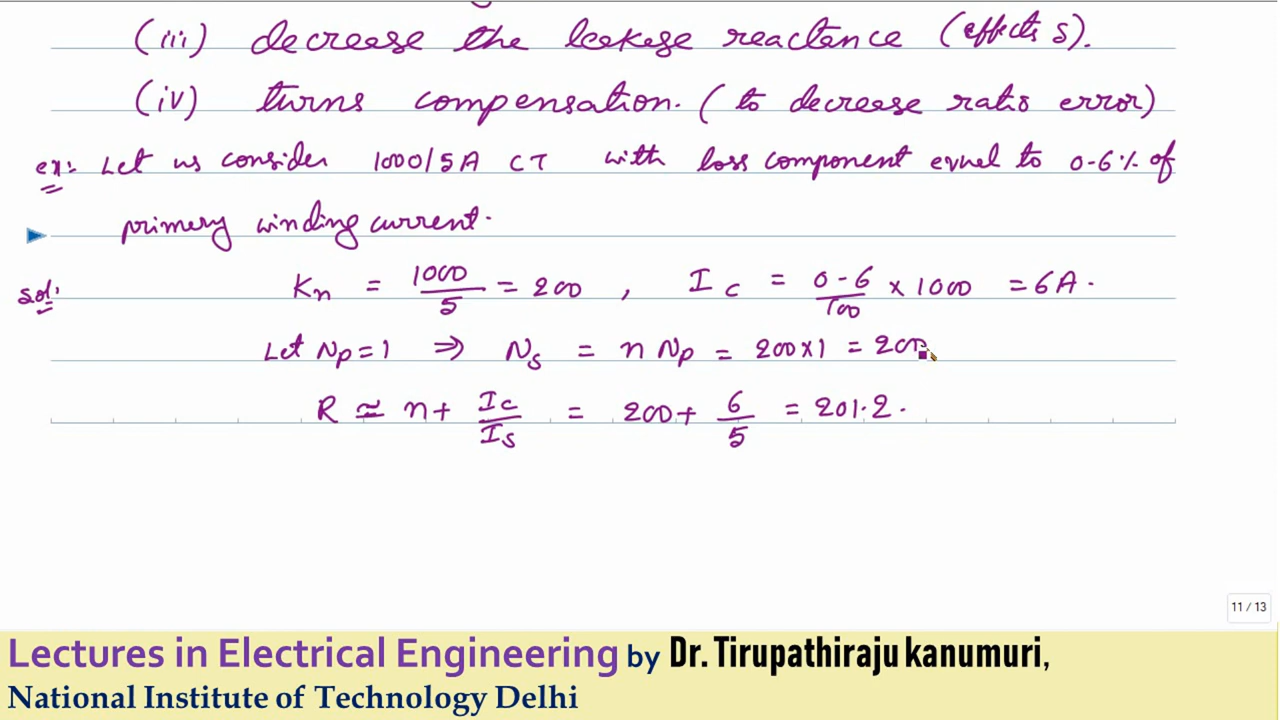 (iii) decrease the leekege reactance (effects δ).
(iv) turns compensation. (to decrease ratio error)
ex: Let us consider 1000/5A CT with loss component equel to 0.6% of
primery winding current.
Sol: Kn = 1000/5 = 200 , Ic = 0.6/100 × 1000 = 6A.
Let Np = 1 ⇒ Ns = n Np = 200×1 = 200
R ≃ n + Ic/Is = 200 + 6/5 = 201.2.
11 / 13
Lectures in Electrical Engineering by Dr. Tirupathiraju kanumuri,
National Institute of Technology Delhi